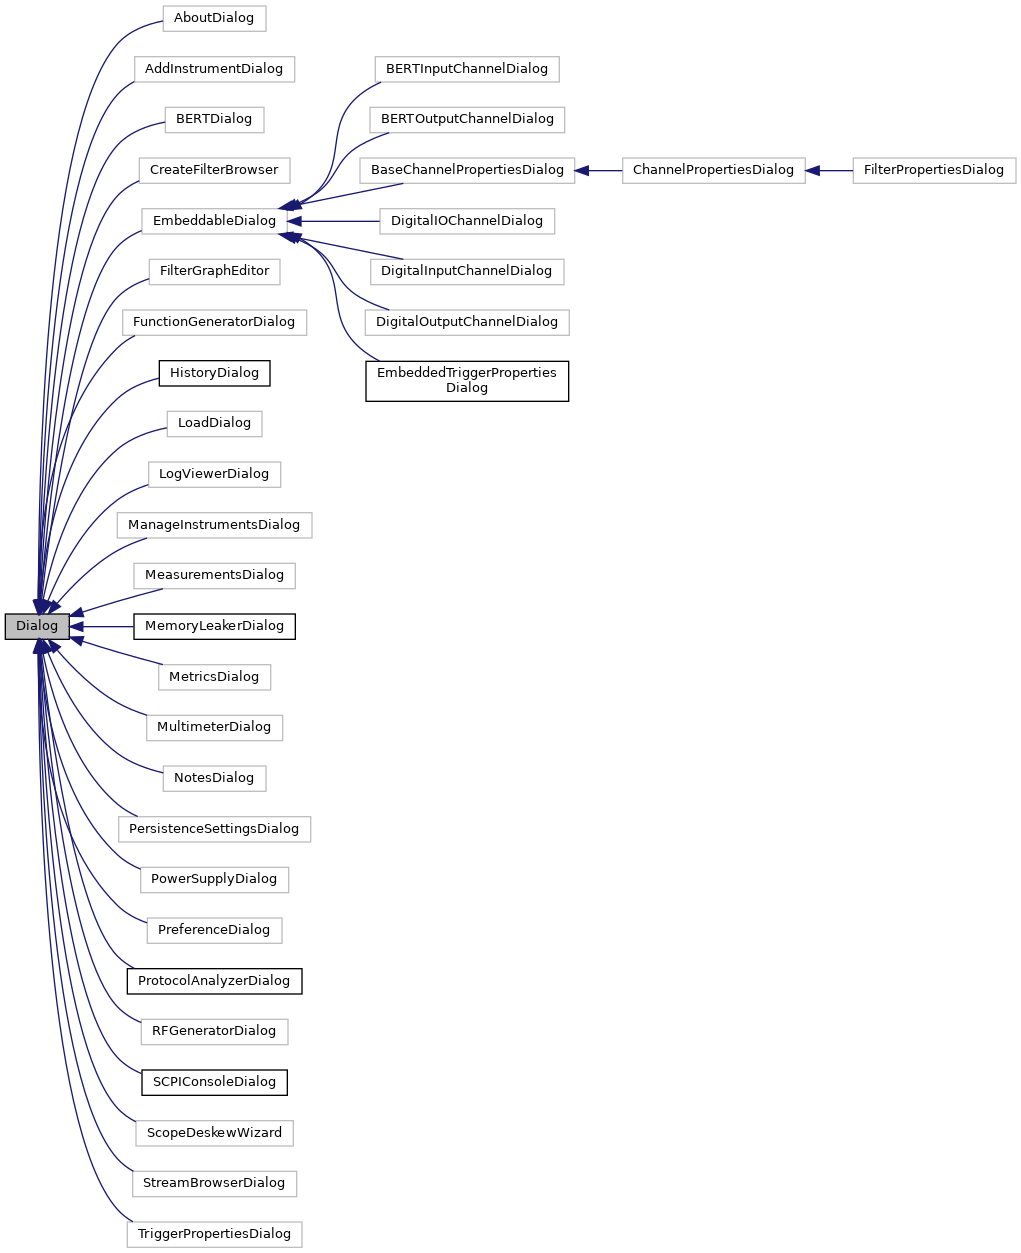 AboutDialog
AddInstrumentDialog
BERTInputChannelDialog
BERTDialog
BERTOutputChannelDialog
CreateFilterBrowser
BaseChannelPropertiesDialog
ChannelPropertiesDialog
FilterPropertiesDialog
EmbeddableDialog
DigitalIOChannelDialog
FilterGraphEditor
DigitalInputChannelDialog
FunctionGeneratorDialog
DigitalOutputChannelDialog
HistoryDialog
EmbeddedTriggerProperties
Dialog
LoadDialog
LogViewerDialog
ManageInstrumentsDialog
MeasurementsDialog
Dialog
MemoryLeakerDialog
MetricsDialog
MultimeterDialog
NotesDialog
PersistenceSettingsDialog
PowerSupplyDialog
PreferenceDialog
ProtocolAnalyzerDialog
RFGeneratorDialog
SCPIConsoleDialog
ScopeDeskewWizard
StreamBrowserDialog
TriggerPropertiesDialog